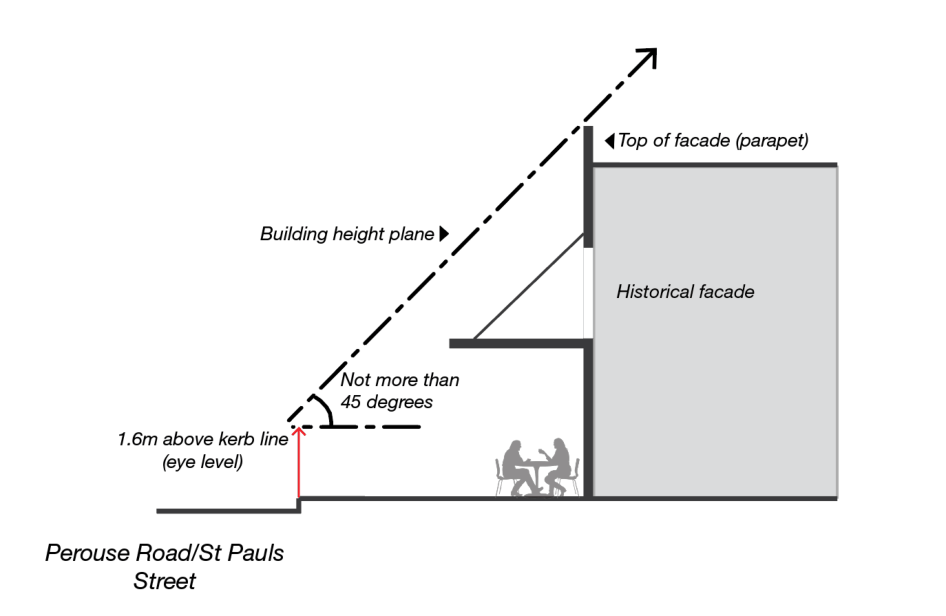 Top of facade (parapet)
Building height plane
Historical facade
Not more than
45 degrees
1.6m above kerb line
(eye level)
Perouse Road/St Pauls
Street